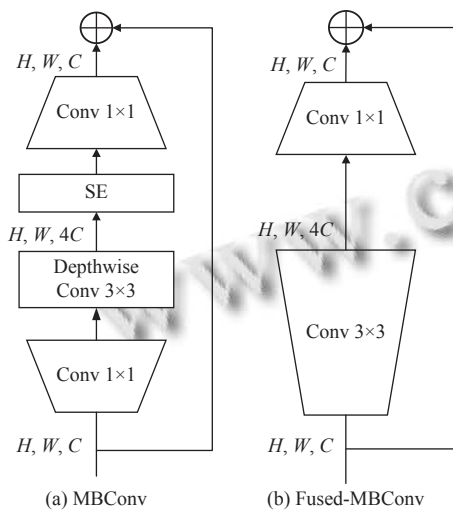 H, W, C
Conv 1×1
SE
H, W, 4C
Depthwise
Conv 3×3
Conv 1×1
H, W, C
(a) MBConv
H, W, C
Conv 1×1
H, W, 4C
Conv 3×3
H, W, C
(b) Fused-MBConv
www.c